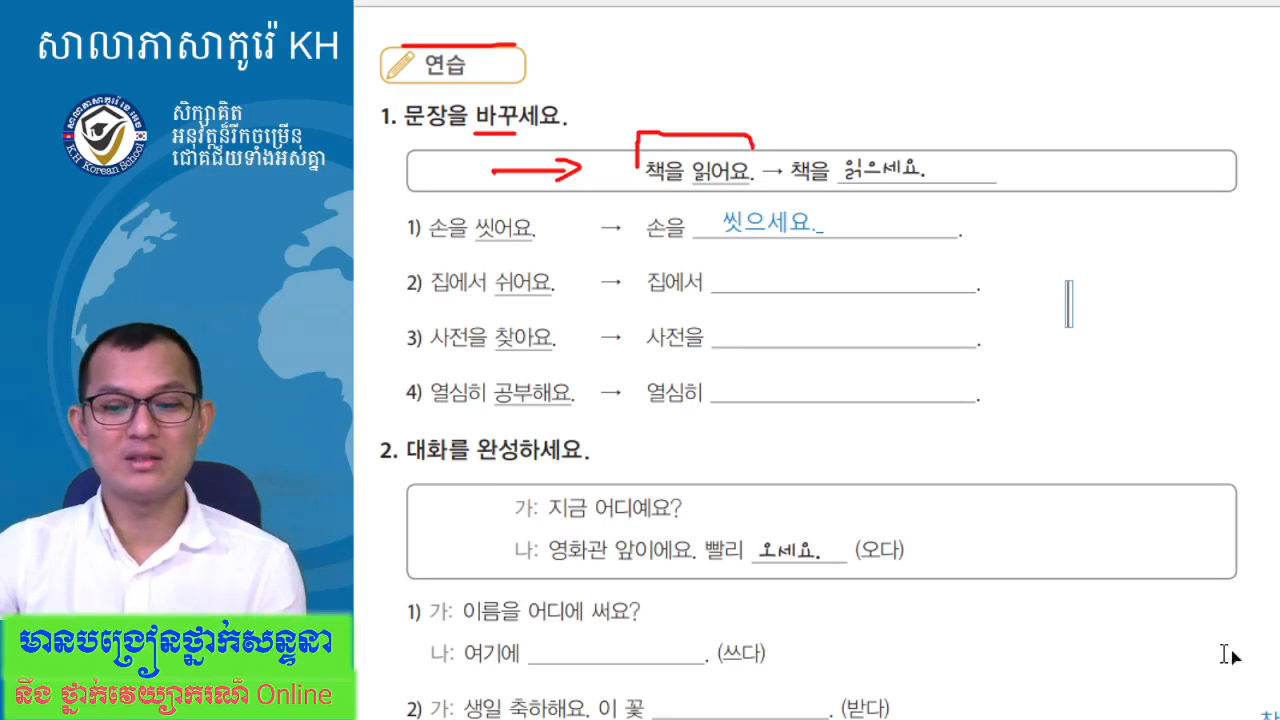 សាលាភាសាកូរ៉េ KH
សិក្សាគិត
អនុវត្តន៍រីកចម្រើន
ជោគជ័យទាំងអស់គ្នា
KH Korean School
មានបង្រៀនថ្នាក់សន្ទនា
និង ថ្នាក់វេយ្យាករណ៏ Online
연습
1. 문장을 바꾸세요.
책을 읽어요. → 책을 읽으세요.
1) 손을 씻어요. → 손을 씻으세요._ .
2) 집에서 쉬어요. → 집에서 ____________ .
3) 사전을 찾아요. → 사전을 ____________ .
4) 열심히 공부해요. → 열심히 ____________ .
2. 대화를 완성하세요.
가: 지금 어디예요?
나: 영화관 앞이에요. 빨리 오세요. (오다)
1) 가: 이름을 어디에 써요?
나: 여기에 ____________ . (쓰다)
2) 가: 생일 축하해요. 이 꽃 ____________ . (받다)